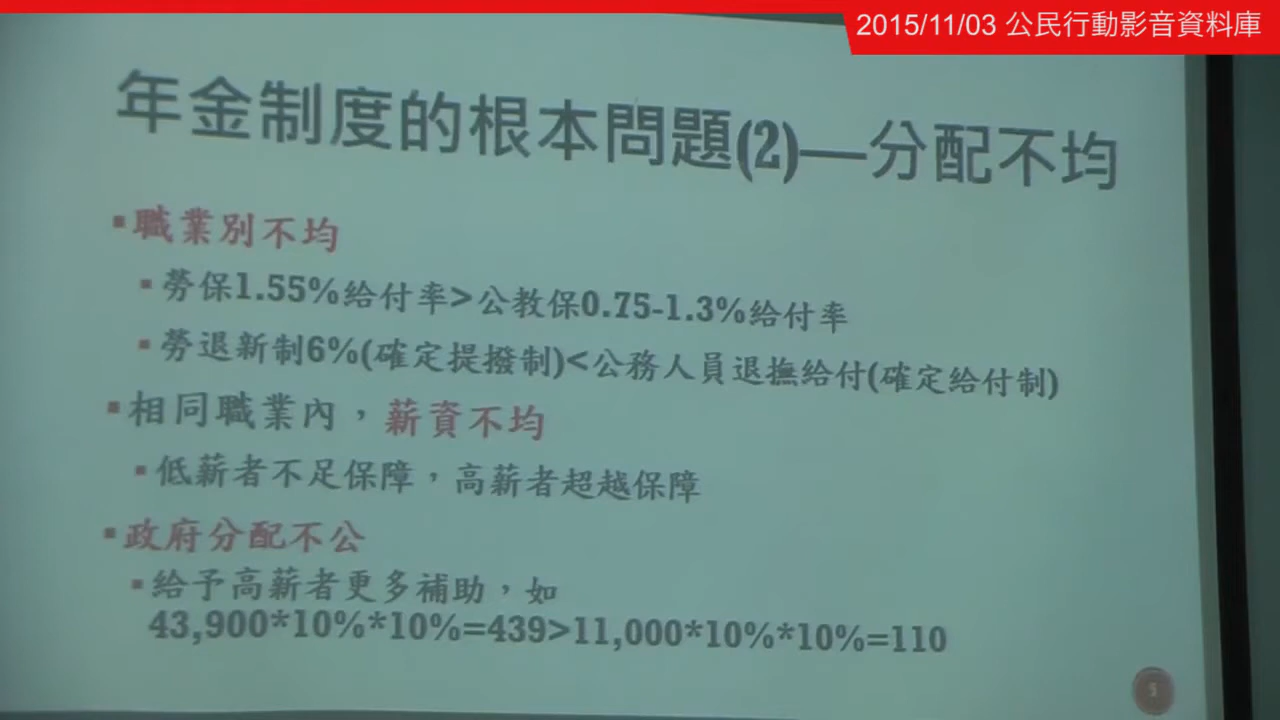 2015/11/03 公民行動影音資料庫
年金制度的根本問題(2)—分配不均
▪職業別不均
▪勞保1.55%給付率>公教保0.75-1.3%給付率
▪勞退新制6%(確定提撥制)<公務人員退撫給付(確定給付制)
▪相同職業內，薪資不均
▪低薪者不足保障，高薪者超越保障
▪政府分配不公
▪給予高薪者更多補助，如
43,900*10%*10%=439>11,000*10%*10%=110
5